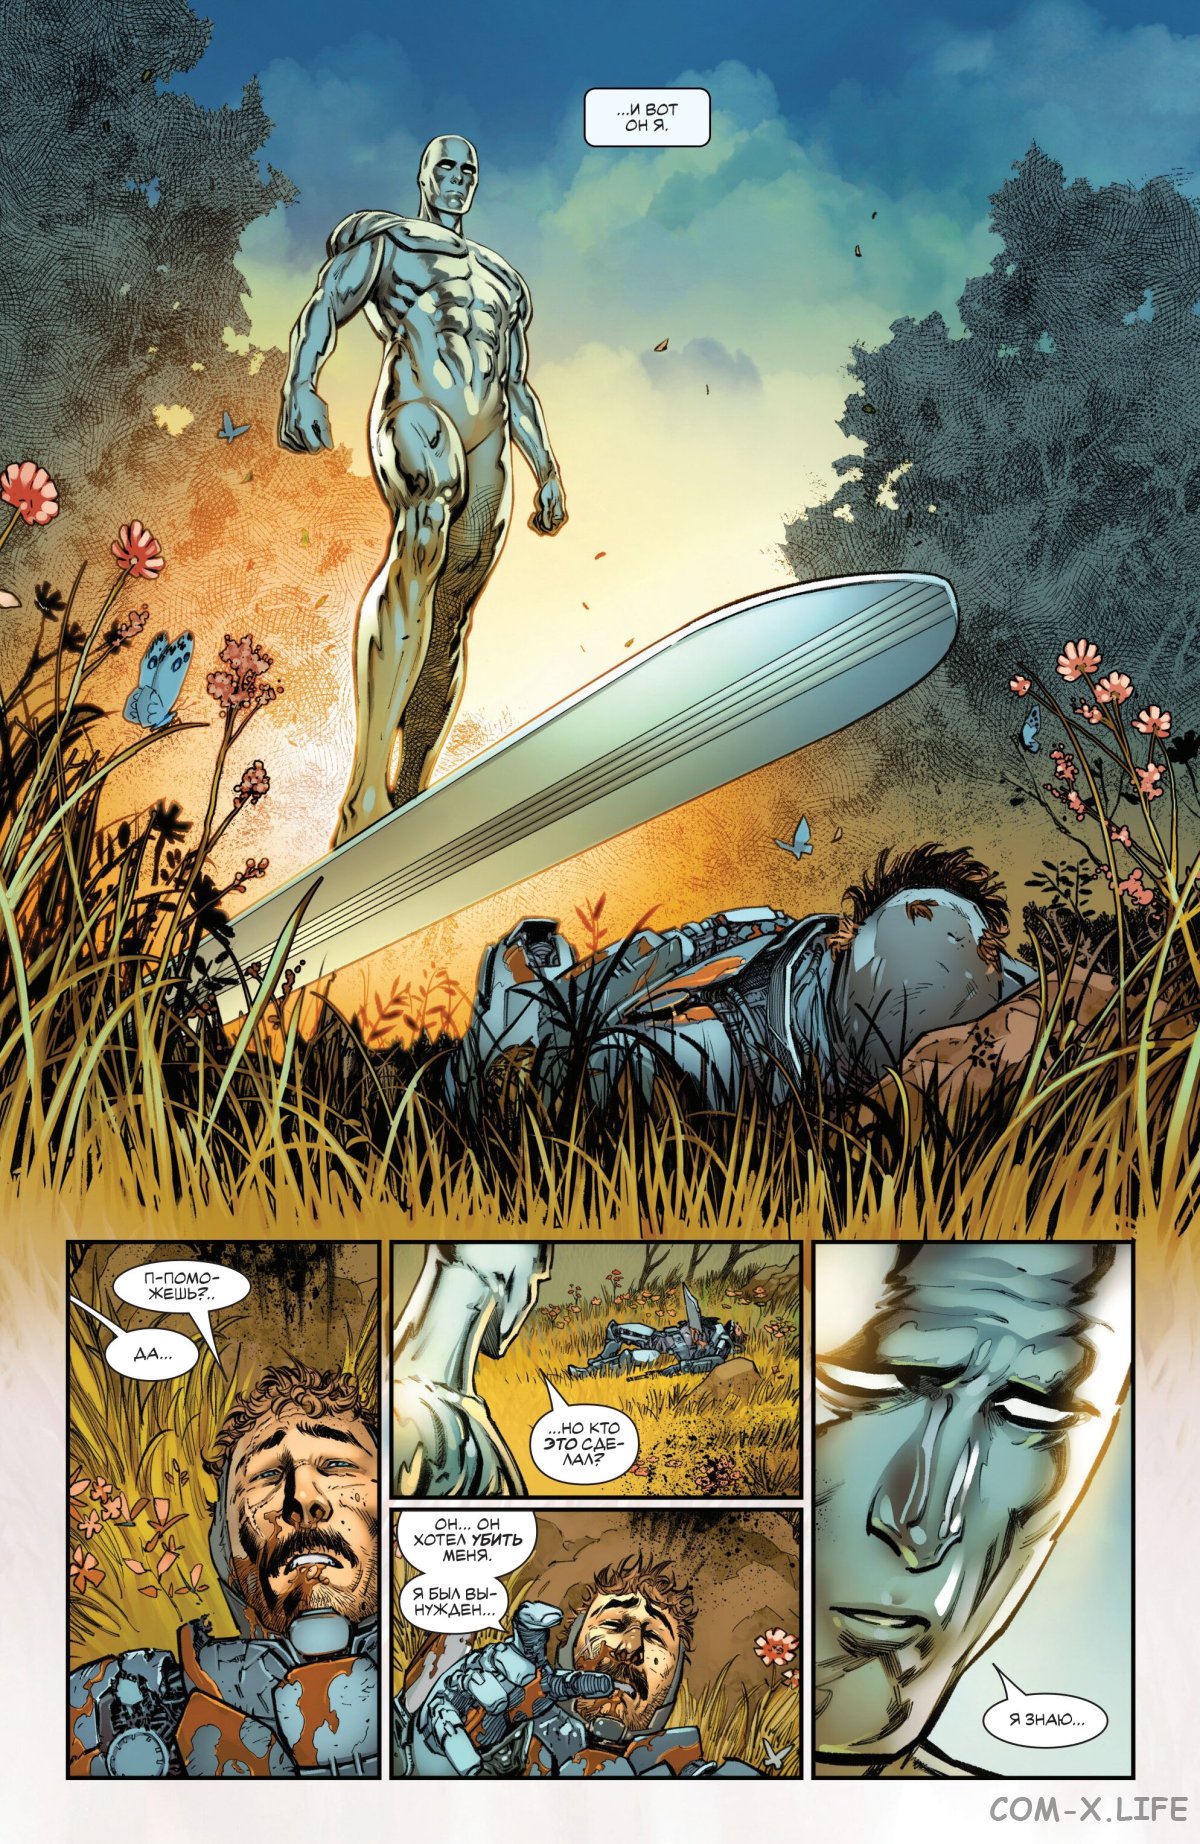 ...И ВОТ
ОН Я.
П-ПОМО-
ЖЕШЬ?..
ДА...
...НО КТО
ЭТО СДЕ-
ЛАЛ?
ОН... ОН
ХОТЕЛ УБИТЬ
МЕНЯ.
Я БЫЛ ВЫ-
НУЖДЕН...
Я ЗНАЮ...
COM-X.LIFE